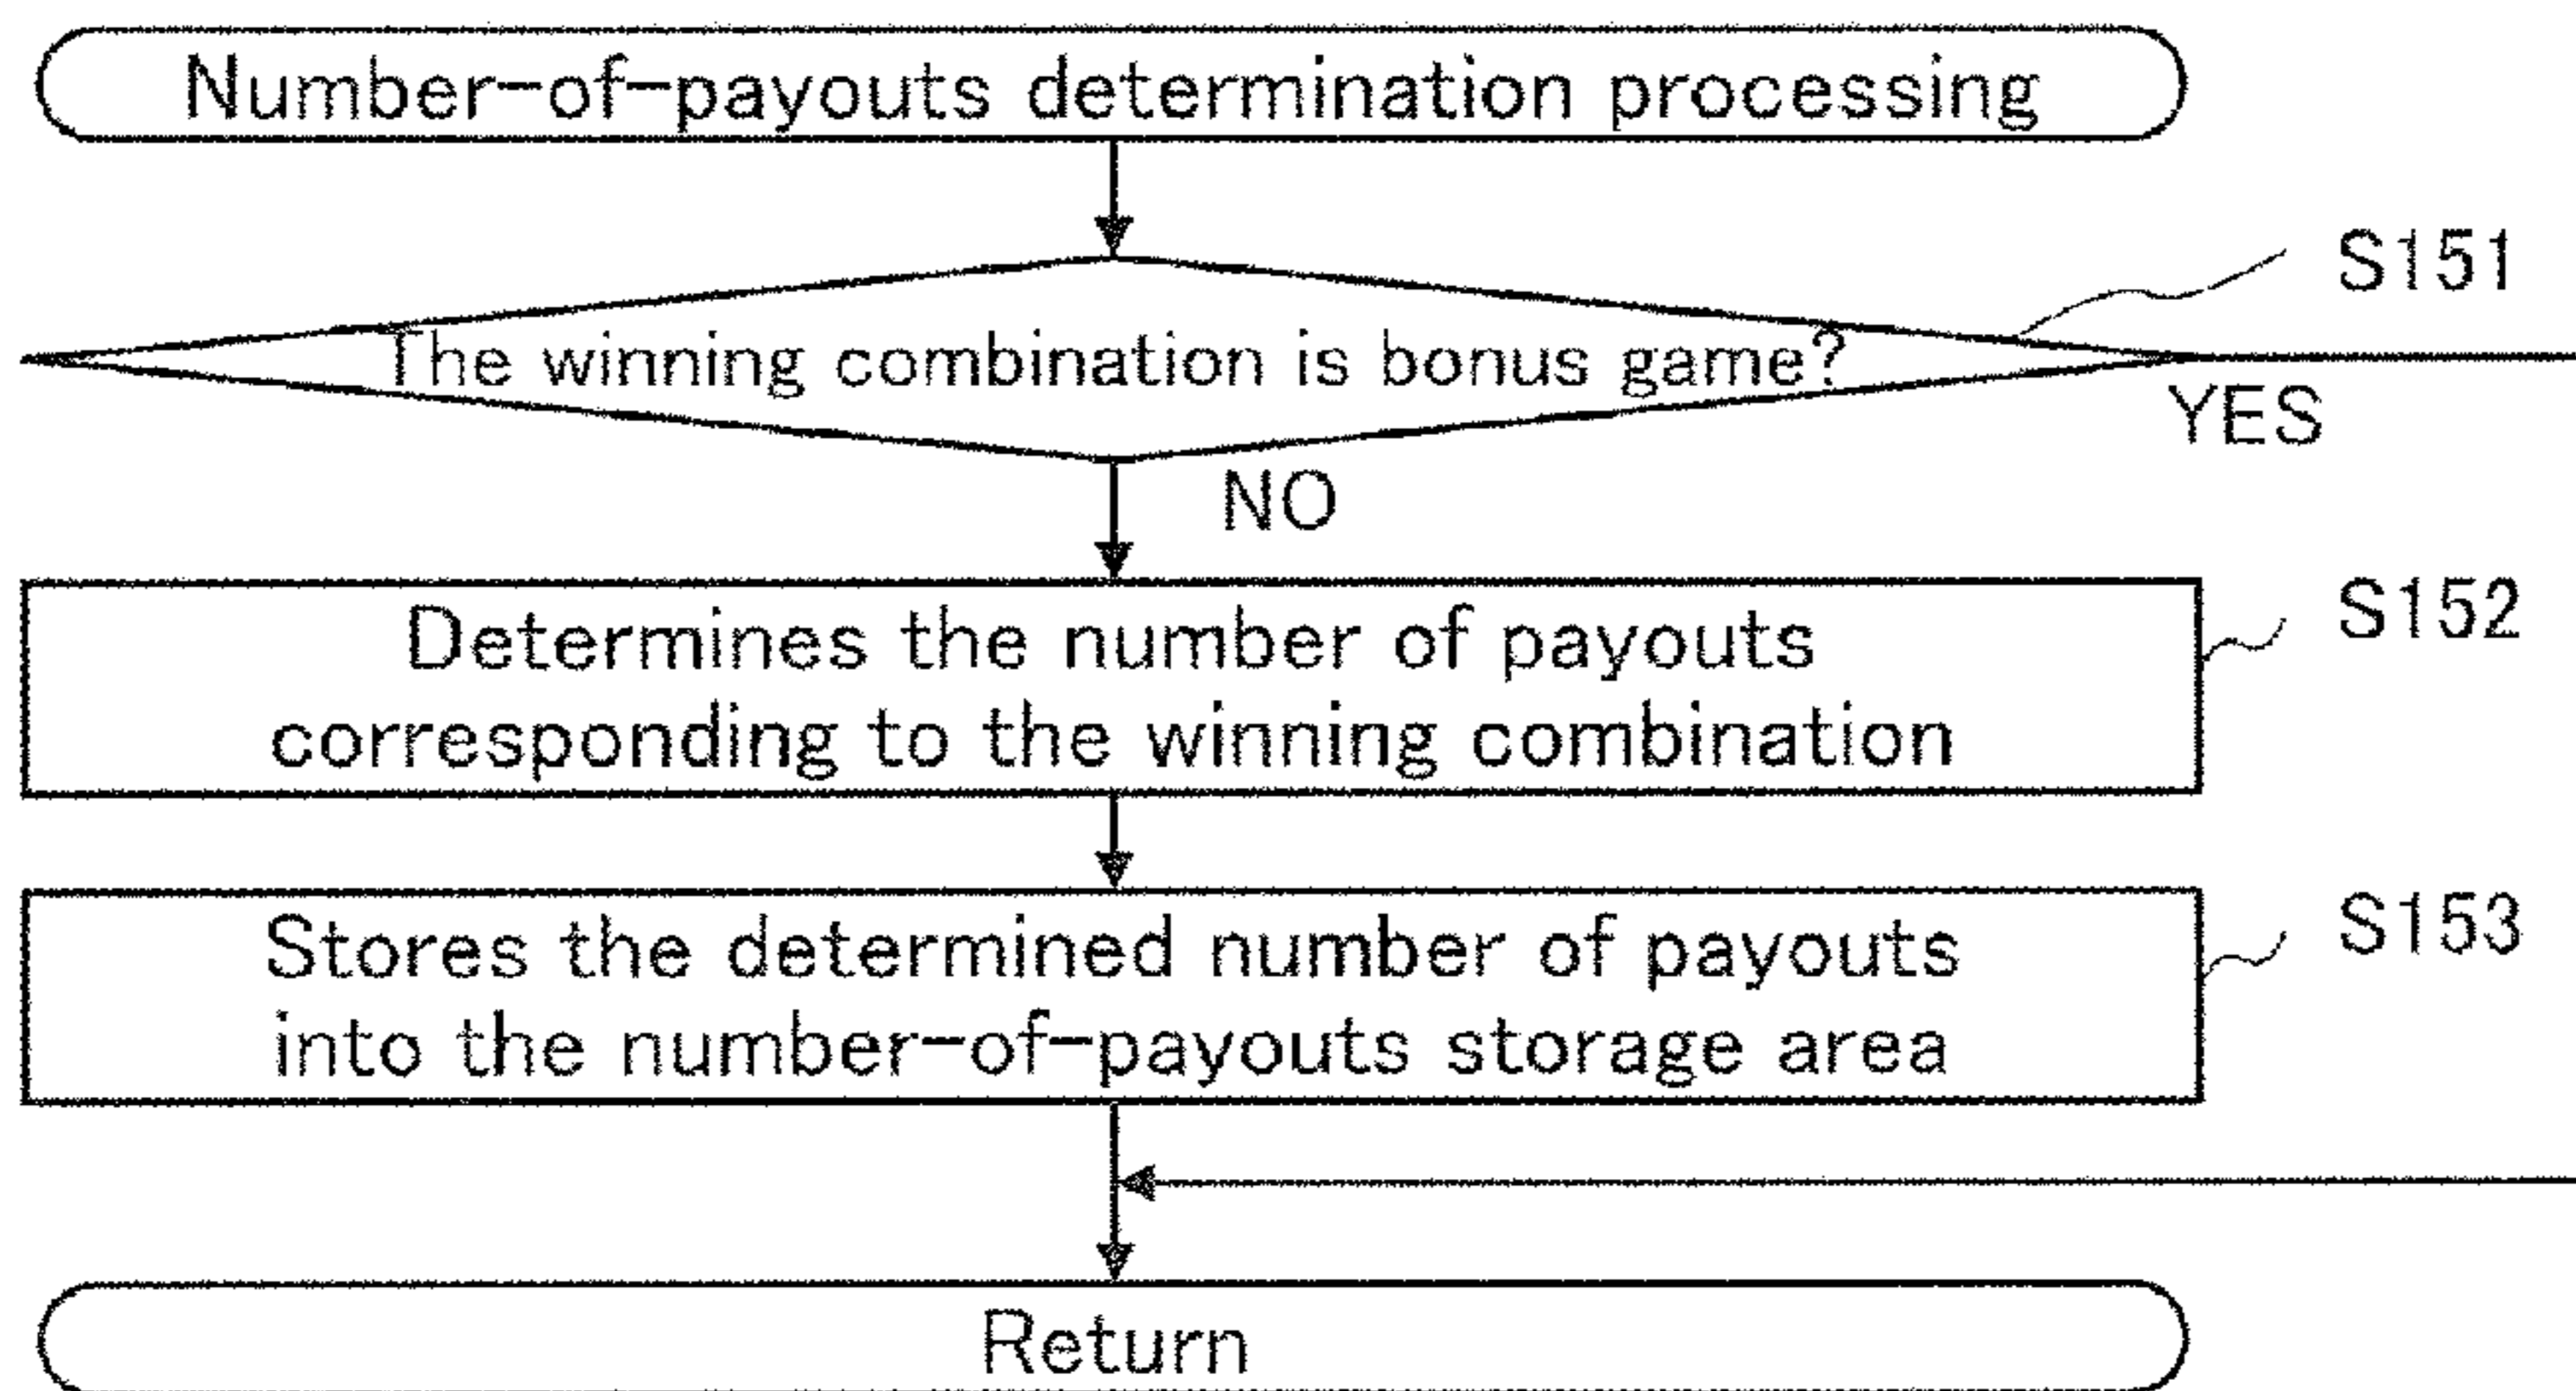 Number-of-payouts determination processing
S151
The winning combination is bonus game?
YES
NO
S152
Determines the number of payouts
corresponding to the winning combination
S153
Stores the determined number of payouts
into the number-of-payouts storage area
Return